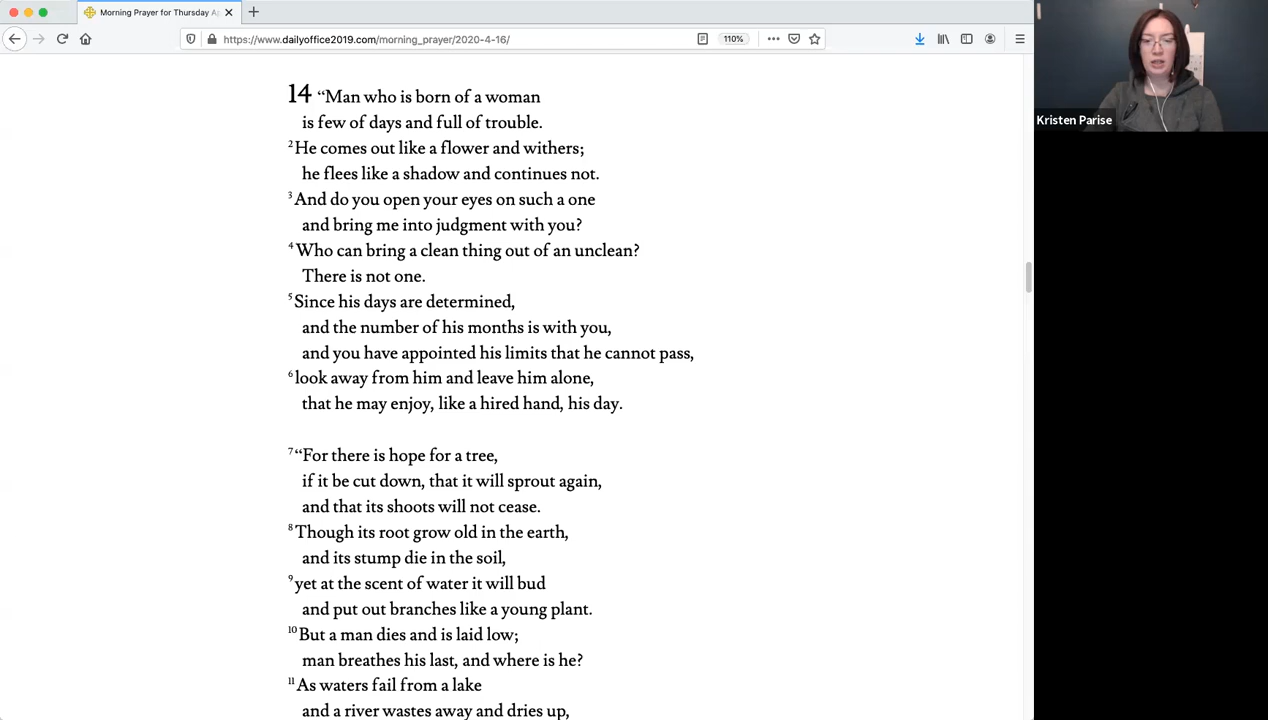 Morning Prayer for Thursday Ap
https://www.dailyoffice2019.com/morning_prayer/2020-4-16/
110%
Kristen Parise
14 “Man who is born of a woman
is few of days and full of trouble.
2 He comes out like a flower and withers;
he flees like a shadow and continues not.
3 And do you open your eyes on such a one
and bring me into judgment with you?
4 Who can bring a clean thing out of an unclean?
There is not one.
5 Since his days are determined,
and the number of his months is with you,
and you have appointed his limits that he cannot pass,
6 look away from him and leave him alone,
that he may enjoy, like a hired hand, his day.
7 “For there is hope for a tree,
if it be cut down, that it will sprout again,
and that its shoots will not cease.
8 Though its root grow old in the earth,
and its stump die in the soil,
9 yet at the scent of water it will bud
and put out branches like a young plant.
10 But a man dies and is laid low;
man breathes his last, and where is he?
11 As waters fail from a lake
and a river wastes away and dries up,